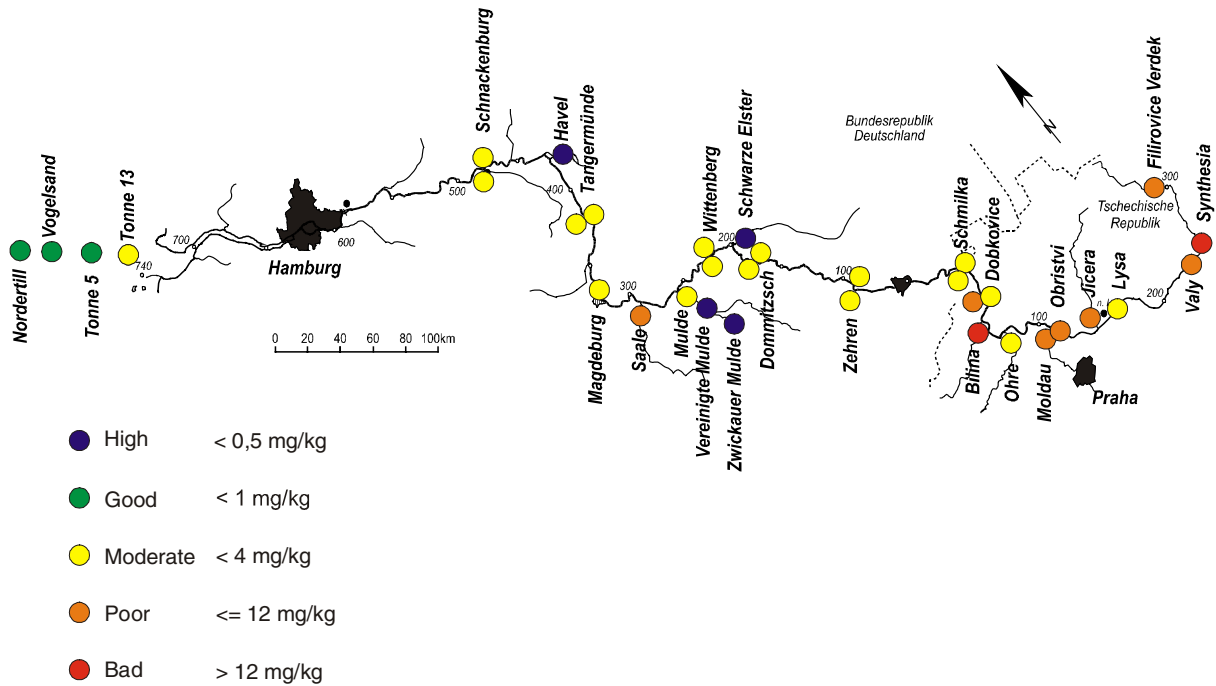 Nordertill
Vogelsand
Tonne 5
Tonne 13
740
700
Hamburg
600
500
Schnackenburg
Havel
400
Tangermünde
Magdeburg
300
Saale
Mulde
Vereinigte Mulde
Zwickauer Mulde
Wittenberg
200
Schwarze Elster
Dommitzsch
Zehren
100
Bundesrepublik
Deutschland
N
Schmilka
Dobkovice
Bilina
Ohre
Moldau
100
Obristvi
Praha
Jicera
Lysa
200
Valy
Synthesia
Filirovice Verdek
300
Tschechische
Republik
0 20 40 60 80 100km
High < 0,5 mg/kg
Good < 1 mg/kg
Moderate < 4 mg/kg
Poor <= 12 mg/kg
Bad > 12 mg/kg